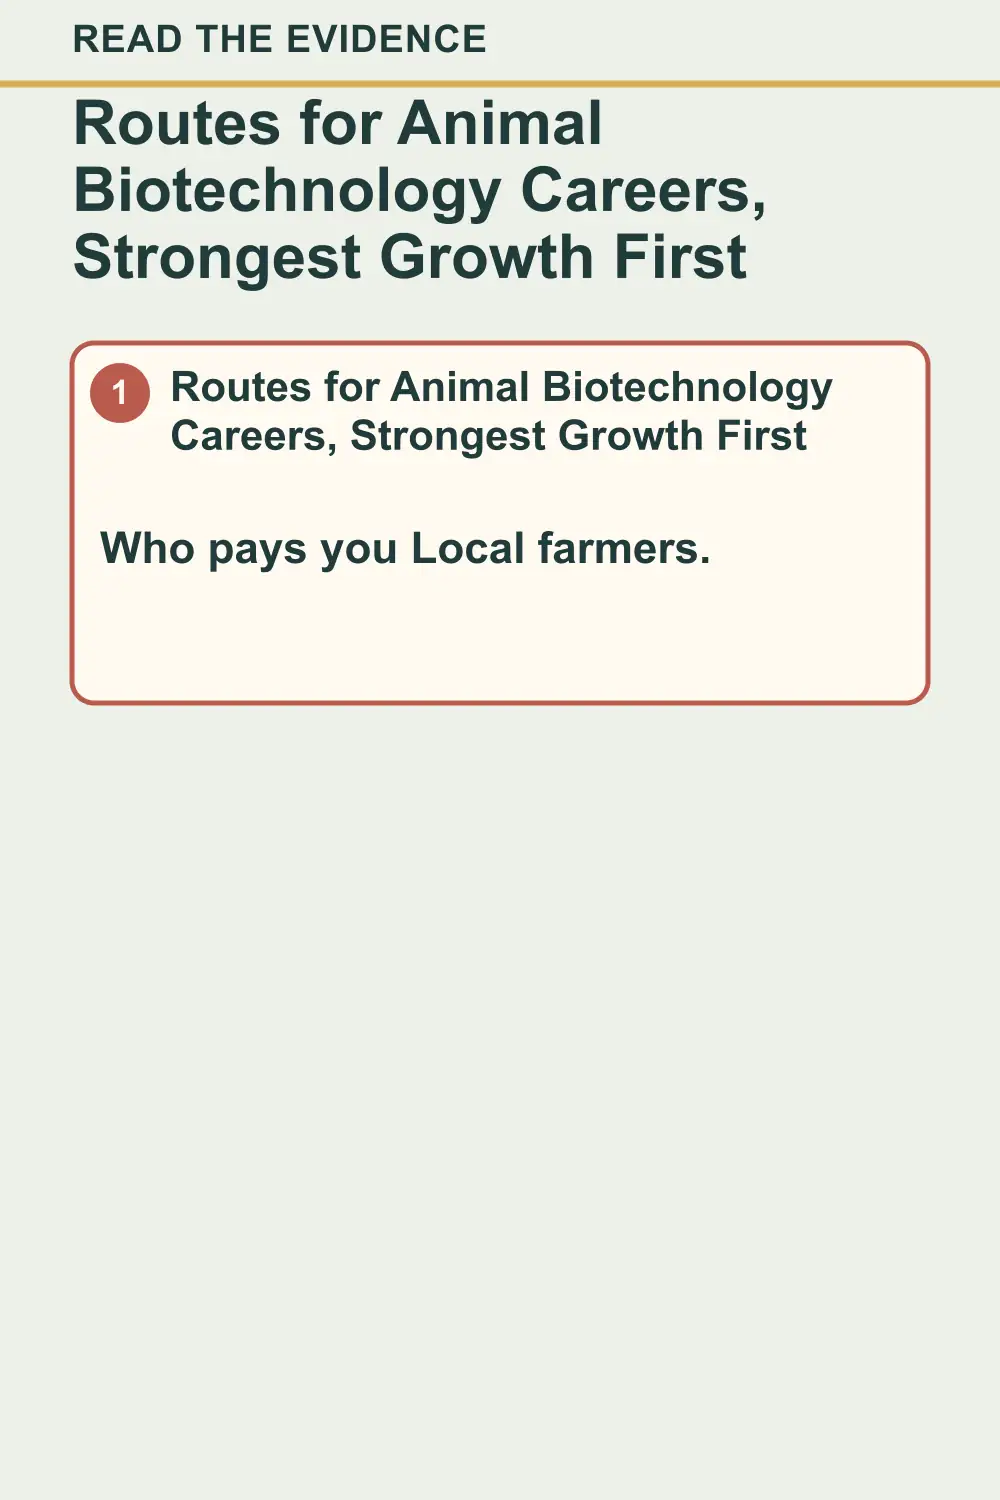 READ THE EVIDENCE
Routes for Animal
Biotechnology Careers,
Strongest Growth First
1
Routes for Animal Biotechnology
Careers, Strongest Growth First
Who pays you Local farmers.